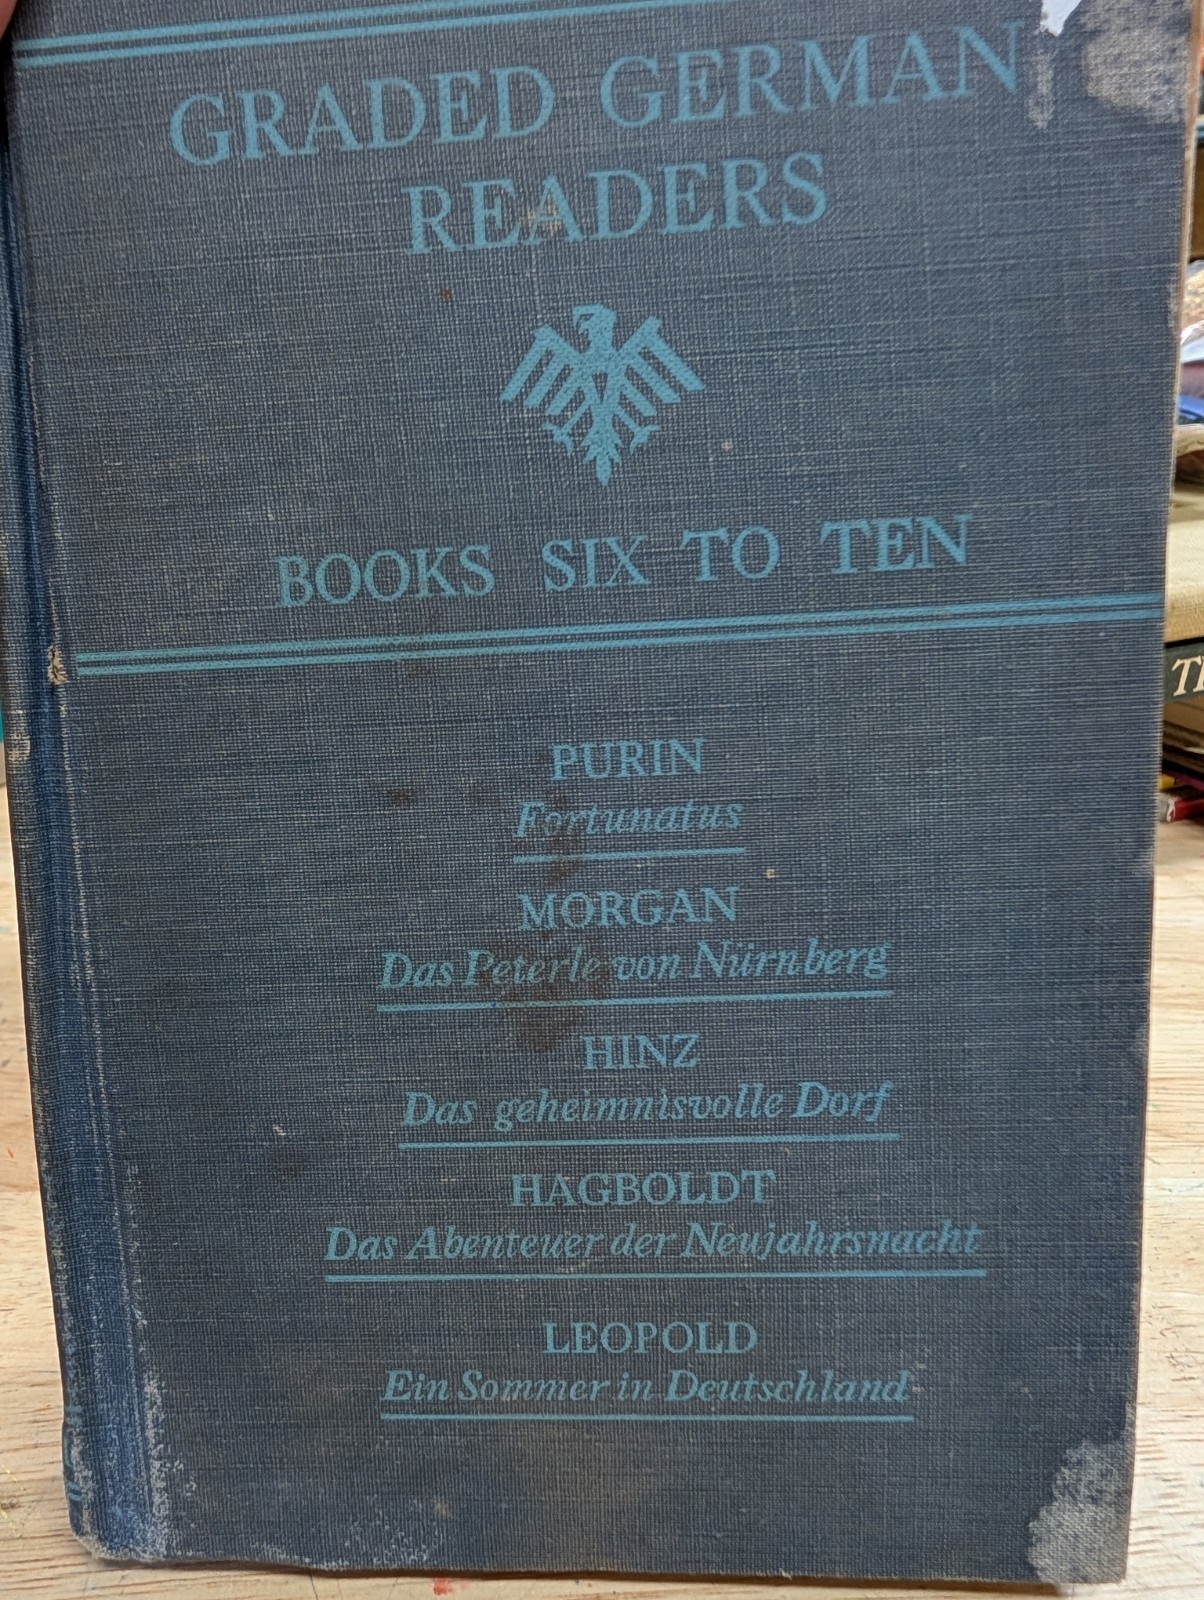 GRADED GERMAN
READERS
BOOKS SIX TO TEN
PURIN
Fortunatus
MORGAN
Das Peterle von Nürnberg
HINZ
Das geheimnisvolle Dorf
HAGBOLDT
Das Abenteuer der Neujahrsnacht
LEOPOLD
Ein Sommer in Deutschland